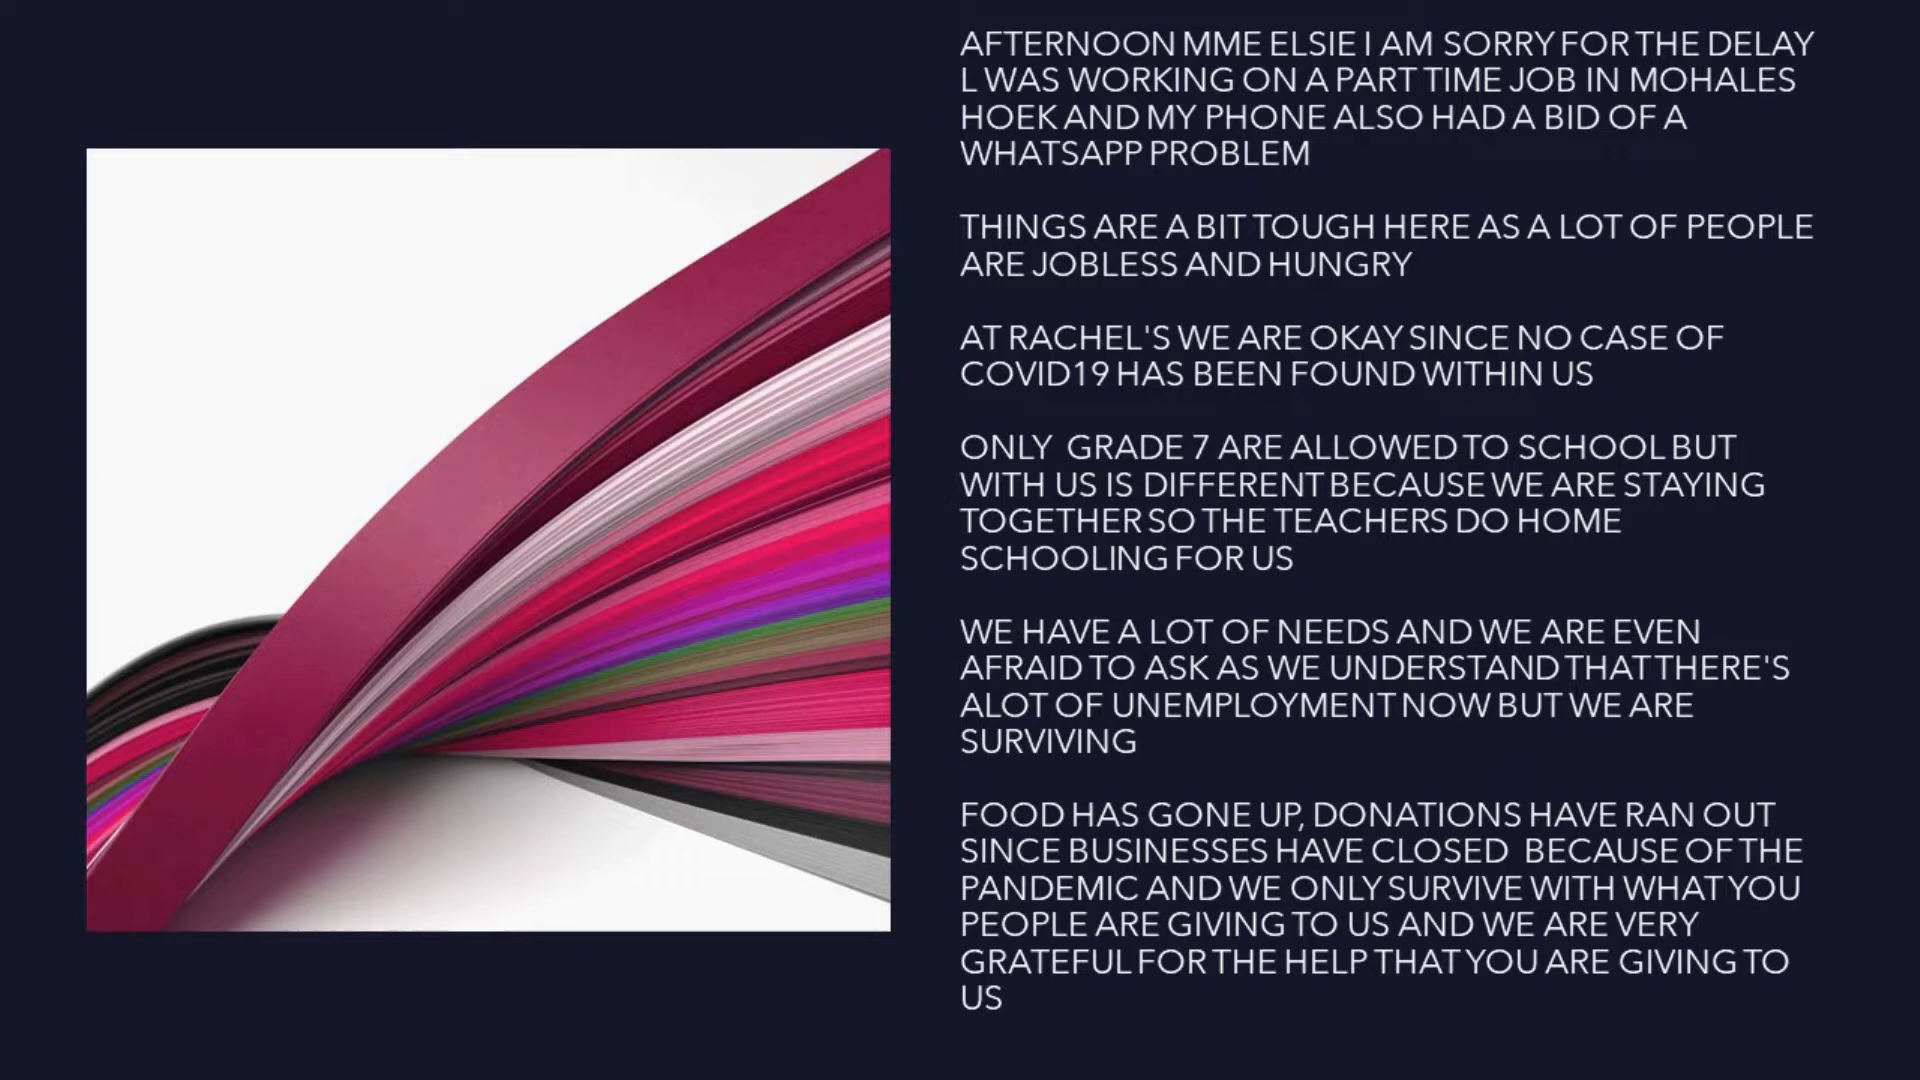 AFTERNOON MME ELSIE I AM SORRY FOR THE DELAY
L WAS WORKING ON A PART TIME JOB IN MOHALES
HOEK AND MY PHONE ALSO HAD A BID OF A
WHATSAPP PROBLEM
THINGS ARE A BIT TOUGH HERE AS A LOT OF PEOPLE
ARE JOBLESS AND HUNGRY
AT RACHEL'S WE ARE OKAY SINCE NO CASE OF
COVID19 HAS BEEN FOUND WITHIN US
ONLY  GRADE 7 ARE ALLOWED TO SCHOOL BUT
WITH US IS DIFFERENT BECAUSE WE ARE STAYING
TOGETHER SO THE TEACHERS DO HOME
SCHOOLING FOR US
WE HAVE A LOT OF NEEDS AND WE ARE EVEN
AFRAID TO ASK AS WE UNDERSTAND THAT THERE'S
ALOT OF UNEMPLOYMENT NOW BUT WE ARE
SURVIVING
FOOD HAS GONE UP, DONATIONS HAVE RAN OUT
SINCE BUSINESSES HAVE CLOSED  BECAUSE OF THE
PANDEMIC AND WE ONLY SURVIVE WITH WHAT YOU
PEOPLE ARE GIVING TO US AND WE ARE VERY
GRATEFUL FOR THE HELP THAT YOU ARE GIVING TO
US